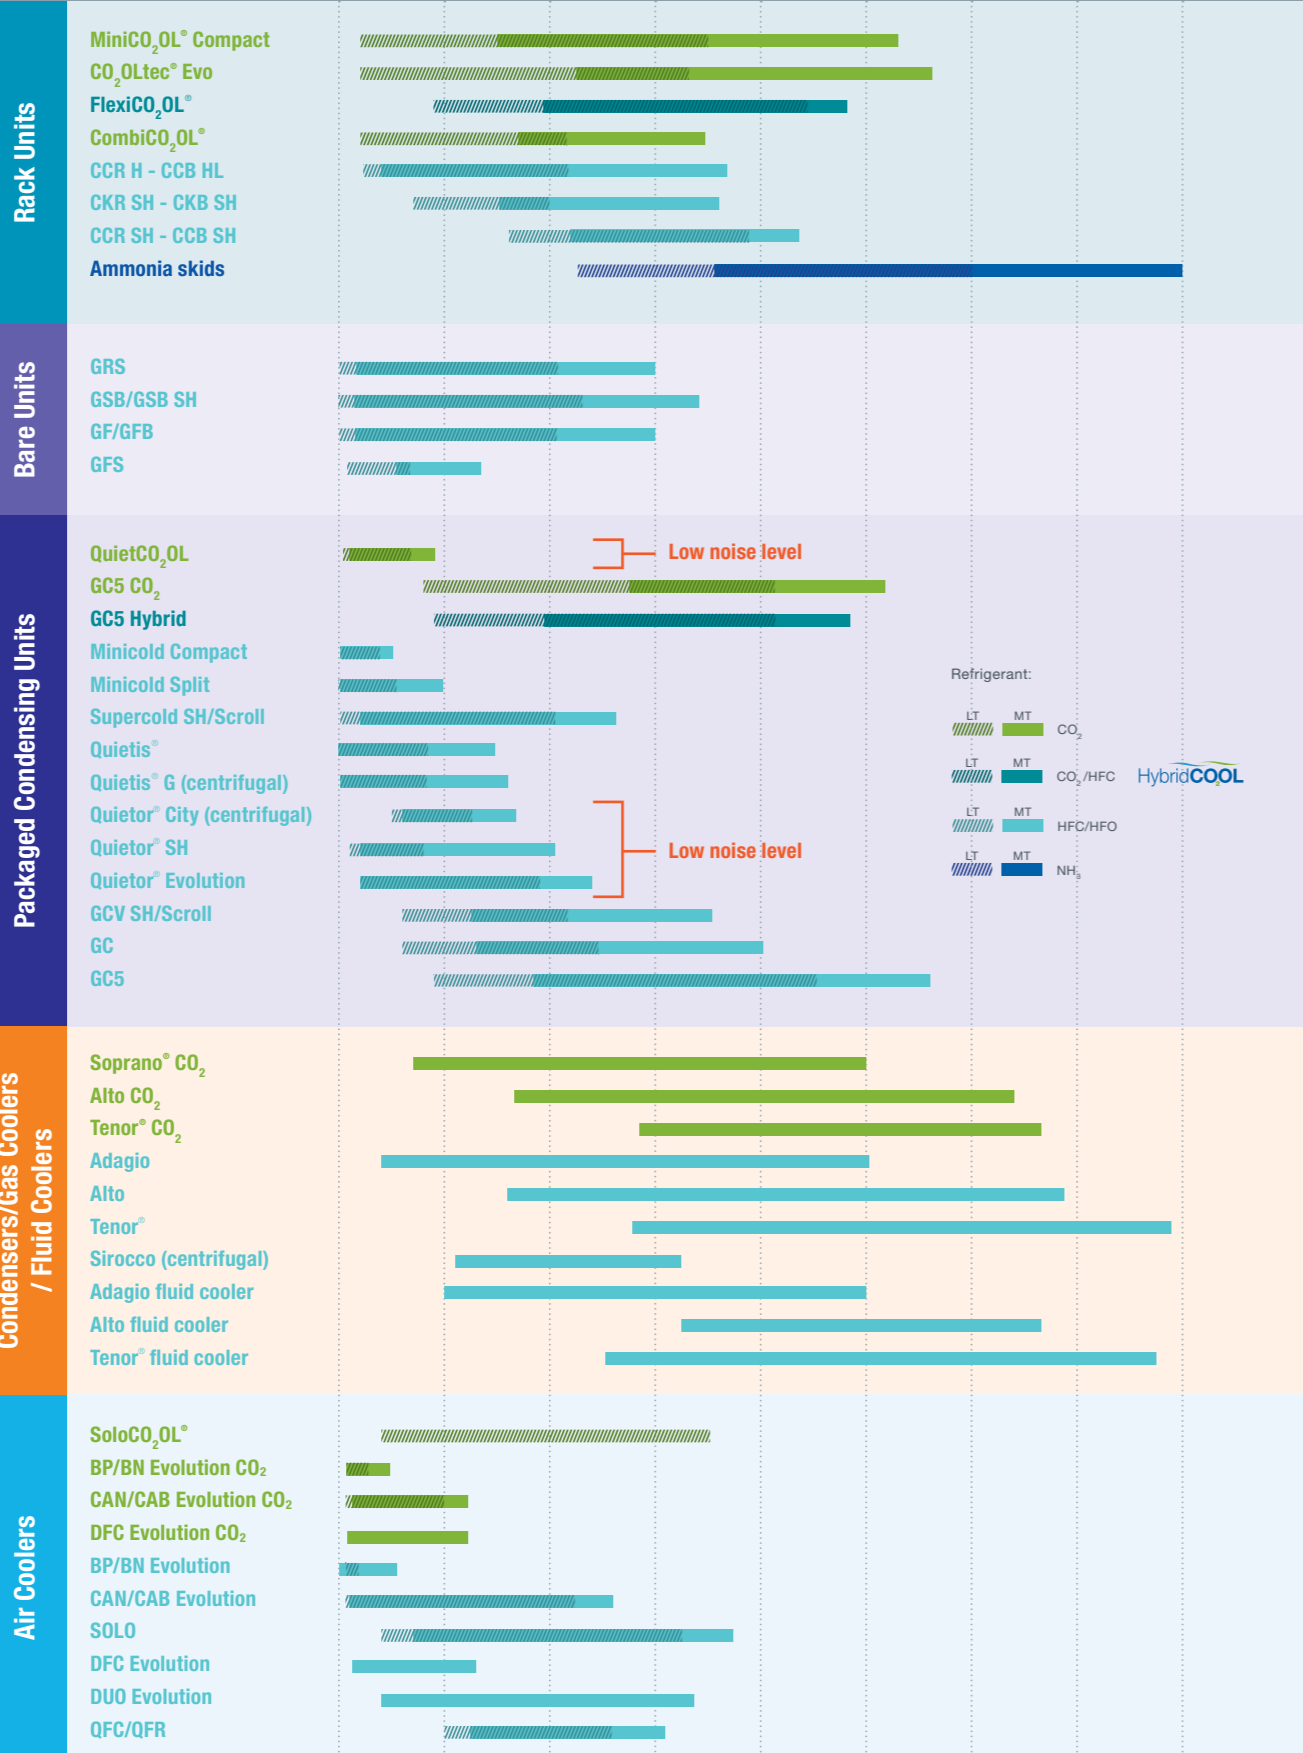 Rack Units
MiniCO₂OL® Compact
CO₂OLtec® Evo
FlexiCO₂OL®
CombiCO₂OL®
CCR H - CCB HL
CKR SH - CKB SH
CCR SH - CCB SH
Ammonia skids
Bare Units
GRS
GSB/GSB SH
GF/GFB
GFS
Packaged Condensing Units
QuietCO₂OL
Low noise level
GC5 CO₂
GC5 Hybrid
Minicold Compact
Minicold Split
Supercold SH/Scroll
Quietis®
Quietis® G (centrifugal)
Quietor® City (centrifugal)
Quietor® SH
Low noise level
Quietor® Evolution
GCV SH/Scroll
GC
GC5
Refrigerant:
LT MT CO₂
LT MT CO₂/HFC HybridCO₂OL
LT MT HFC/HFO
LT MT NH₃
Condensers/Gas Coolers
/ Fluid Coolers
Soprano® CO₂
Alto CO₂
Tenor® CO₂
Adagio
Alto
Tenor®
Sirocco (centrifugal)
Adagio fluid cooler
Alto fluid cooler
Tenor® fluid cooler
Air Coolers
SoloCO₂OL®
BP/BN Evolution CO₂
CAN/CAB Evolution CO₂
DFC Evolution CO₂
BP/BN Evolution
CAN/CAB Evolution
SOLO
DFC Evolution
DUO Evolution
QFC/QFR